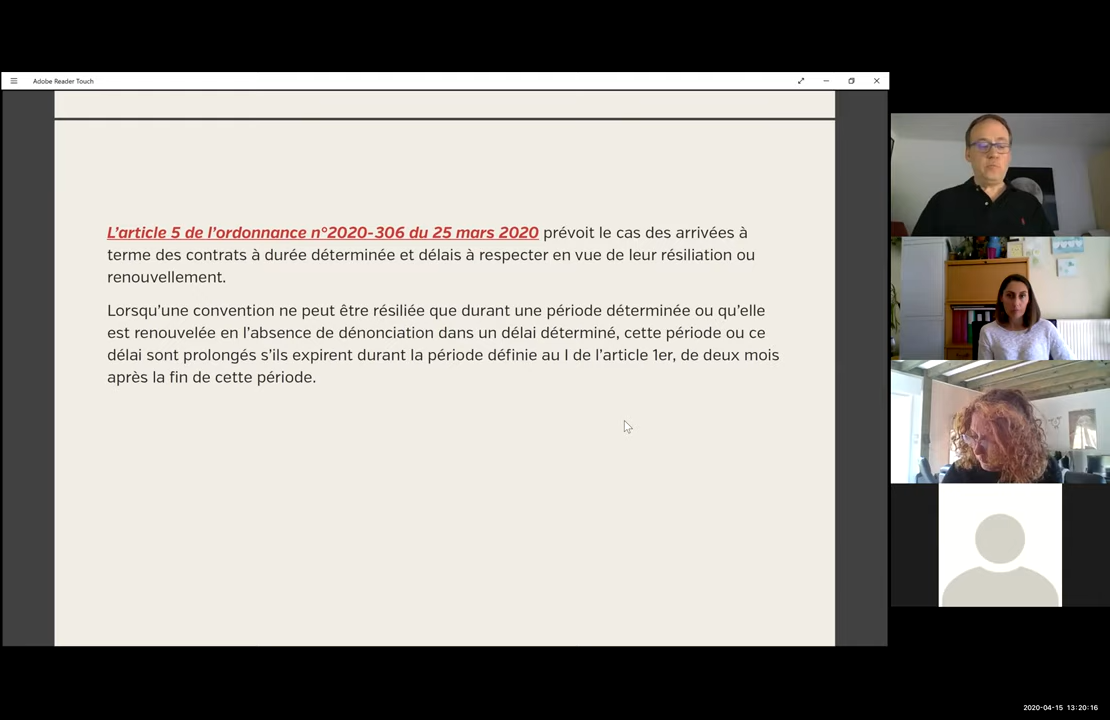 Adobe Reader Touch
L’article 5 de l’ordonnance n°2020-306 du 25 mars 2020 prévoit le cas des arrivées à
terme des contrats à durée déterminée et délais à respecter en vue de leur résiliation ou
renouvellement.
Lorsqu’une convention ne peut être résiliée que durant une période déterminée ou qu’elle
est renouvelée en l’absence de dénonciation dans un délai déterminé, cette période ou ce
délai sont prolongés s’ils expirent durant la période définie au I de l’article 1er, de deux mois
après la fin de cette période.
2020-04-15 13:20:16